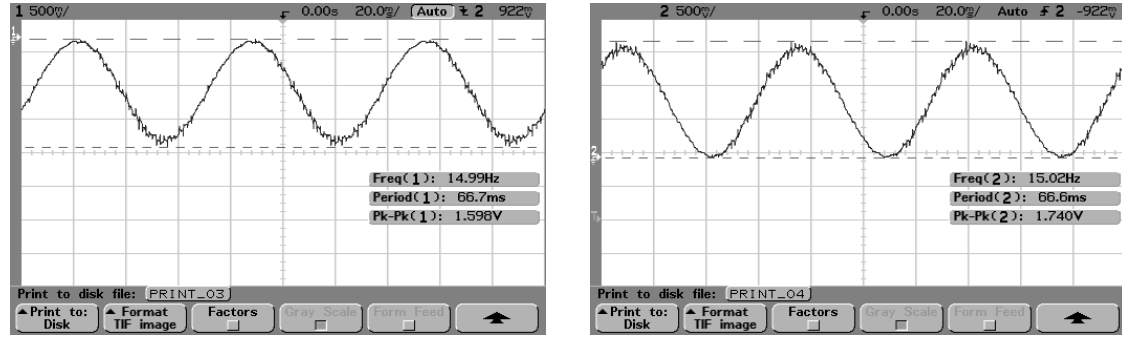 1 500㎷/ 0.00s 20.0㎳/ Auto 2 922㎷
1
Freq(1): 14.99Hz
Period(1): 66.7ms
Pk-Pk(1): 1.598V
Print to disk file: PRINT_03
Print to: Disk
Format TIF image
Factors
Gray Scale
Form Feed
2 500㎷/ 0.00s 20.0㎳/ Auto 2 -922㎷
2
T
Freq(2): 15.02Hz
Period(2): 66.6ms
Pk-Pk(2): 1.740V
Print to disk file: PRINT_04
Print to: Disk
Format TIF image
Factors
Gray Scale
Form Feed